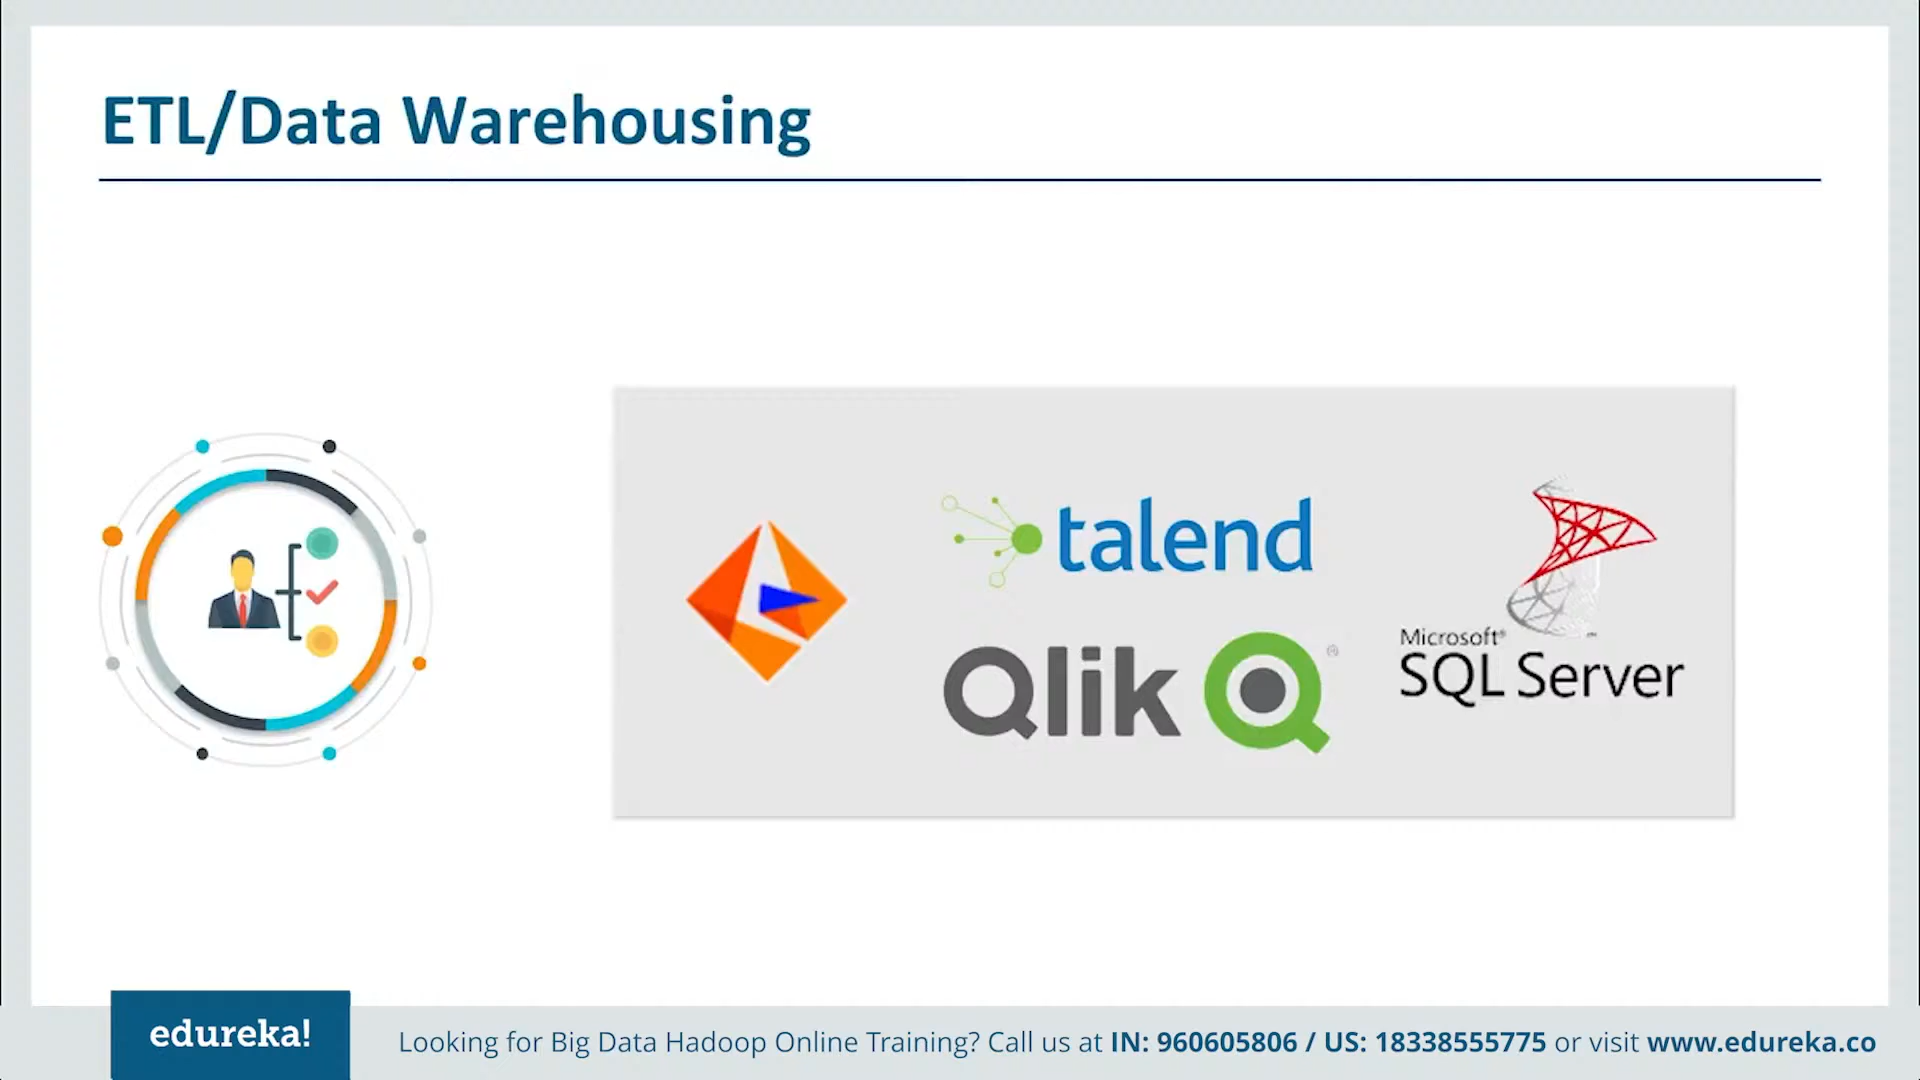 ETL/Data Warehousing
talend
Qlik Q®
Microsoft®
SQL Server
edureka!
Looking for Big Data Hadoop Online Training? Call us at IN: 960605806 / US: 18338555775 or visit www.edureka.co